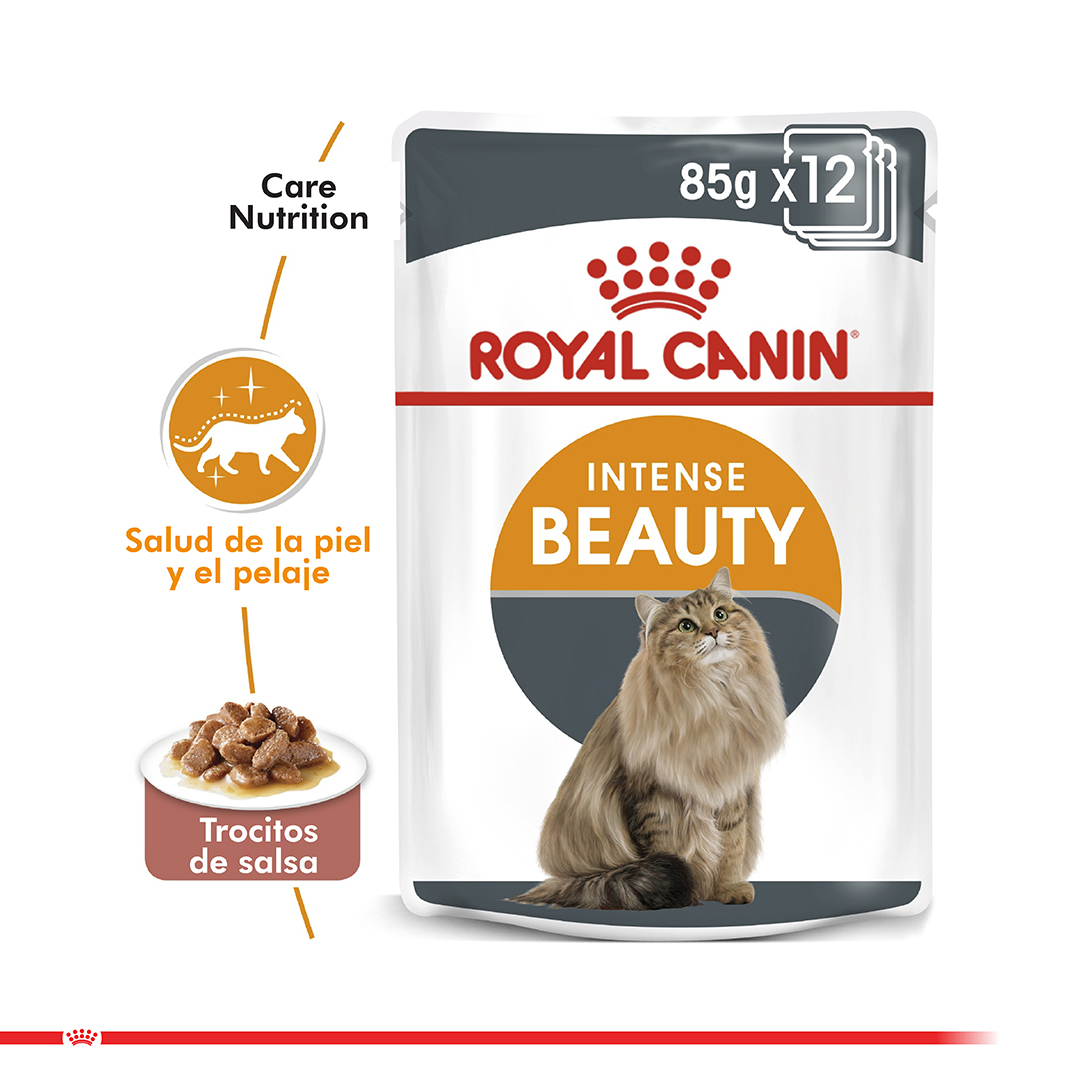 Care
Nutrition
Salud de la piel
y el pelaje
Trocitos
de salsa
85g x12
ROYAL CANIN®
INTENSE
BEAUTY